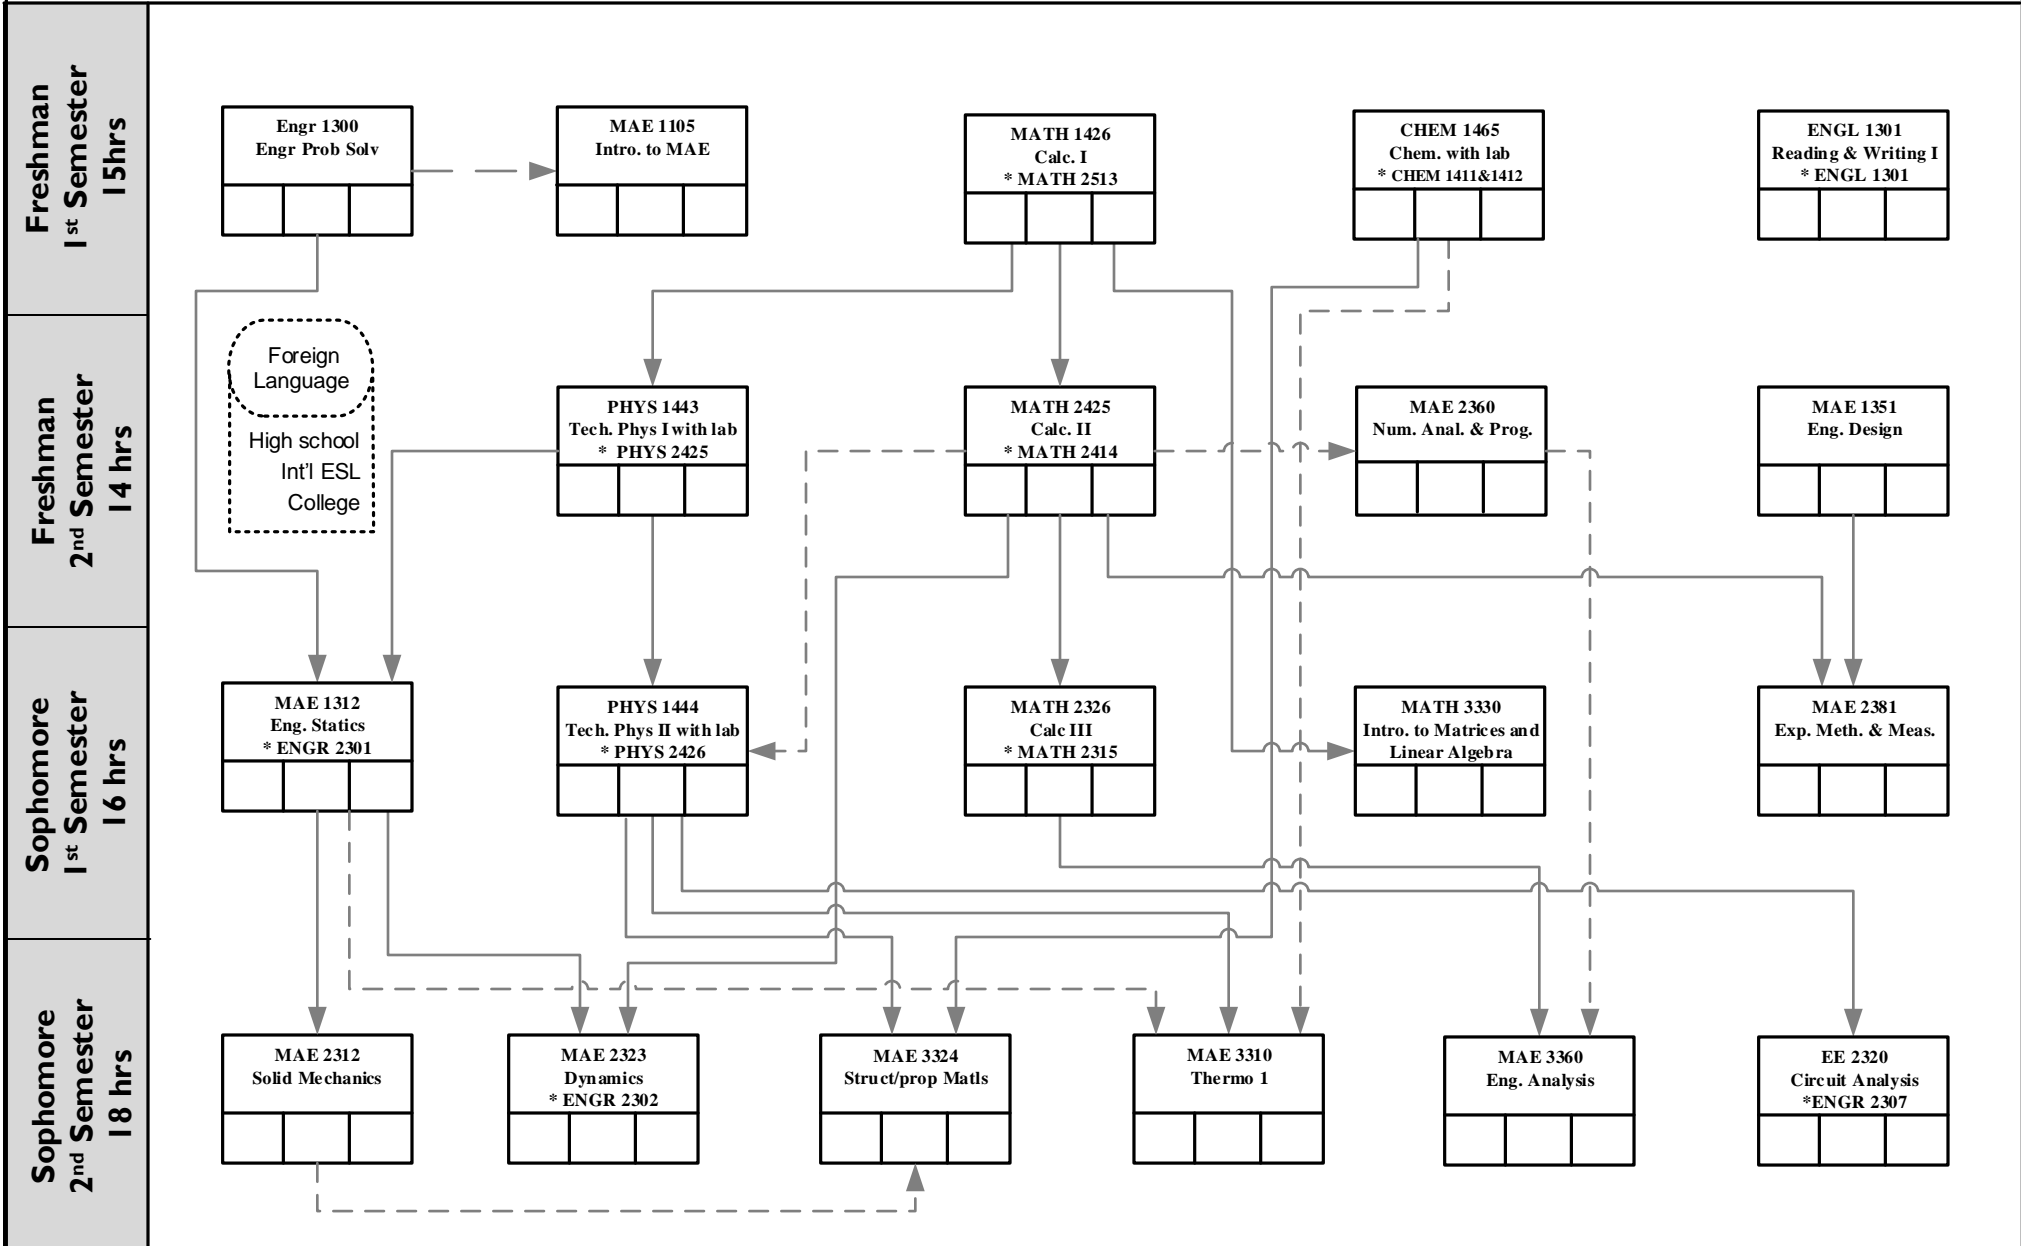 Freshman
1st Semester
15hrs
Engr 1300
Engr Prob Solv
MAE 1105
Intro. to MAE
MATH 1426
Calc. I
* MATH 2513
CHEM 1465
Chem. with lab
* CHEM 1411&1412
ENGL 1301
Reading & Writing I
* ENGL 1301
Freshman
2nd Semester
14 hrs
Foreign
Language
High school
Int'l ESL
College
PHYS 1443
Tech. Phys I with lab
* PHYS 2425
MATH 2425
Calc. II
* MATH 2414
MAE 2360
Num. Anal. & Prog.
MAE 1351
Eng. Design
Sophomore
1st Semester
16 hrs
MAE 1312
Eng. Statics
* ENGR 2301
PHYS 1444
Tech. Phys II with lab
* PHYS 2426
MATH 2326
Calc III
* MATH 2315
MATH 3330
Intro. to Matrices and
Linear Algebra
MAE 2381
Exp. Meth. & Meas.
Sophomore
2nd Semester
18 hrs
MAE 2312
Solid Mechanics
MAE 2323
Dynamics
* ENGR 2302
MAE 3324
Struct/prop Matls
MAE 3310
Thermo 1
MAE 3360
Eng. Analysis
EE 2320
Circuit Analysis
*ENGR 2307